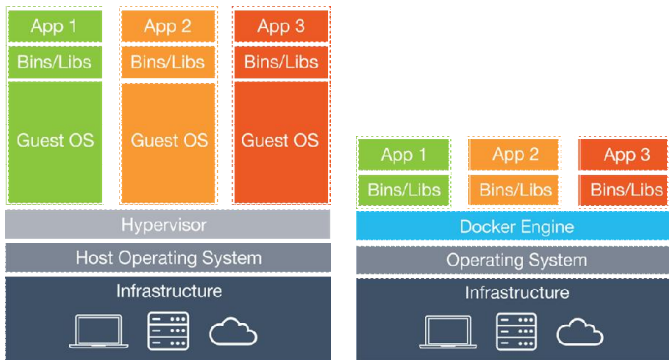 App 1
App 2
App 3
Bins/Libs
Bins/Libs
Bins/Libs
Guest OS
Guest OS
Guest OS
Hypervisor
Host Operating System
Infrastructure
App 1
App 2
App 3
Bins/Libs
Bins/Libs
Bins/Libs
Docker Engine
Operating System
Infrastructure